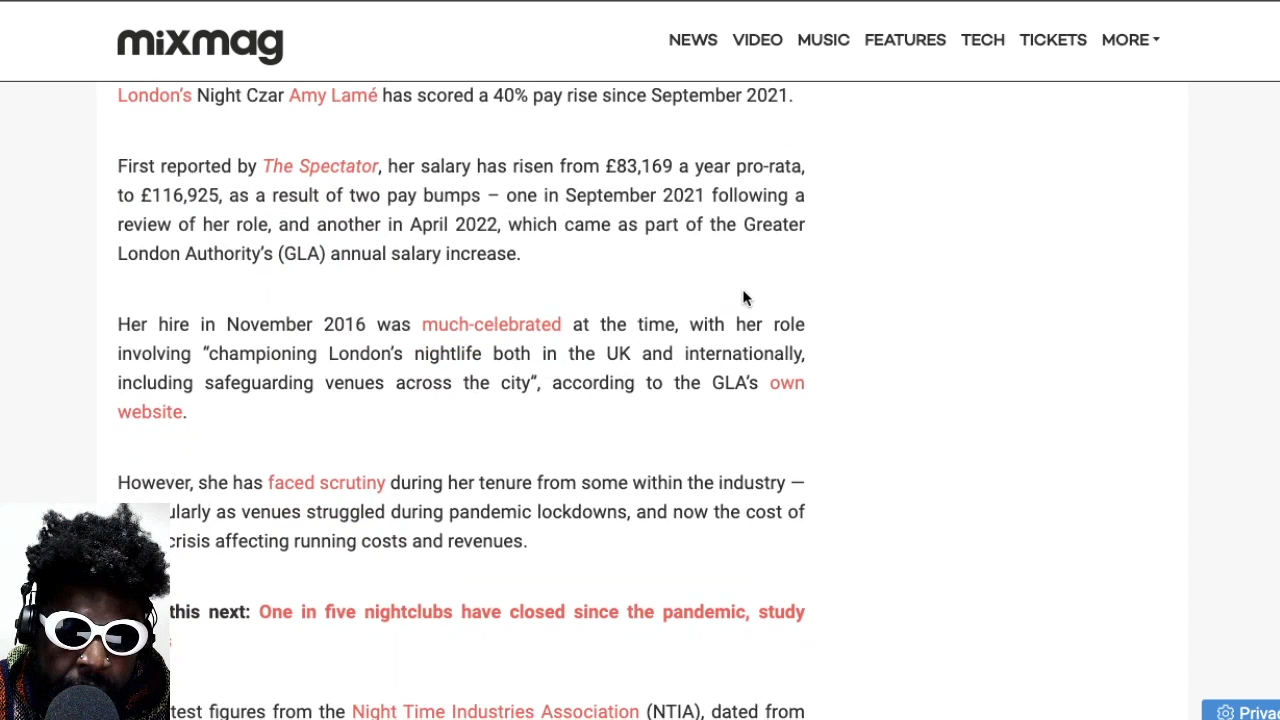 mixmag
NEWS VIDEO MUSIC FEATURES TECH TICKETS MORE
London's Night Czar Amy Lamé has scored a 40% pay rise since September 2021.
First reported by The Spectator, her salary has risen from £83,169 a year pro-rata,
to £116,925, as a result of two pay bumps – one in September 2021 following a
review of her role, and another in April 2022, which came as part of the Greater
London Authority's (GLA) annual salary increase.
Her hire in November 2016 was much-celebrated at the time, with her role
involving “championing London's nightlife both in the UK and internationally,
including safeguarding venues across the city”, according to the GLA's own
website.
However, she has faced scrutiny during her tenure from some within the industry —
ularly as venues struggled during pandemic lockdowns, and now the cost of
crisis affecting running costs and revenues.
this next: One in five nightclubs have closed since the pandemic, study
test figures from the Night Time Industries Association (NTIA), dated from
Priva